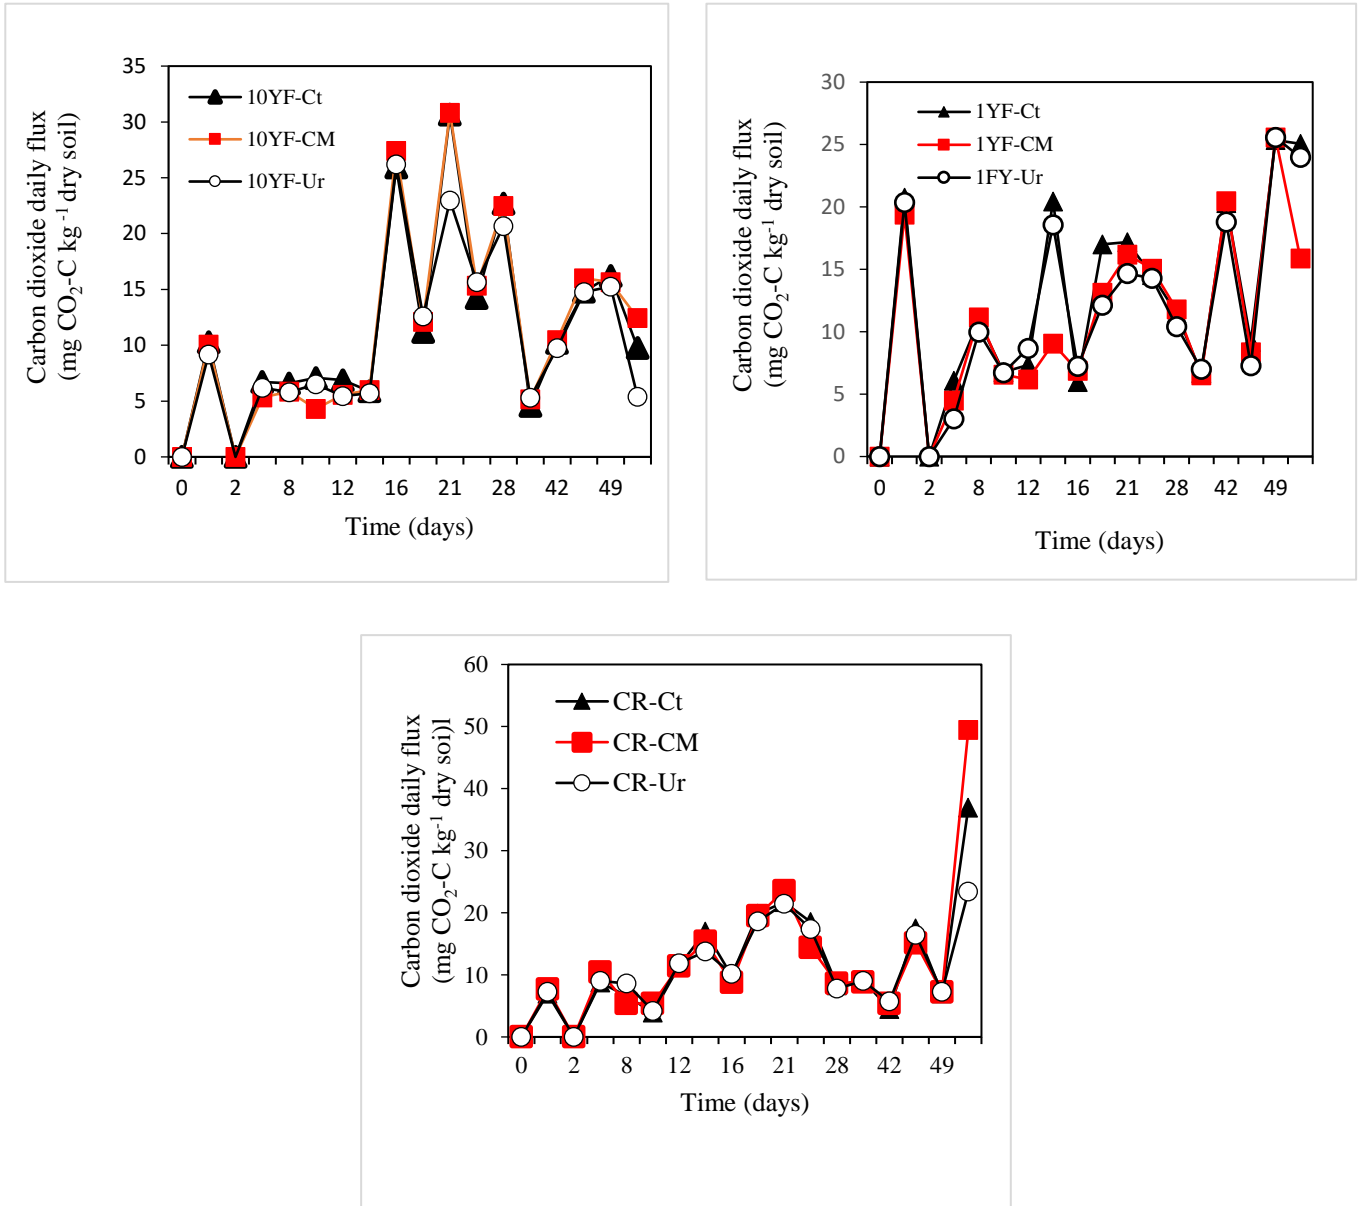 Carbon dioxide daily flux
(mg CO₂-C kg⁻¹ dry soil)
35
30
25
20
15
10
5
0
10YF-Ct
10YF-CM
10YF-Ur
0 2 8 12 16 21 28 42 49
Time (days)
Carbon dioxide daily flux
(mg CO₂-C kg⁻¹ dry soil)
30
25
20
15
10
5
0
1YF-Ct
1YF-CM
1FY-Ur
0 2 8 12 16 21 28 42 49
Time (days)
Carbon dioxide daily flux
(mg CO₂-C kg⁻¹ dry soi)l
60
50
40
30
20
10
0
CR-Ct
CR-CM
CR-Ur
0 2 8 12 16 21 28 42 49
Time (days)